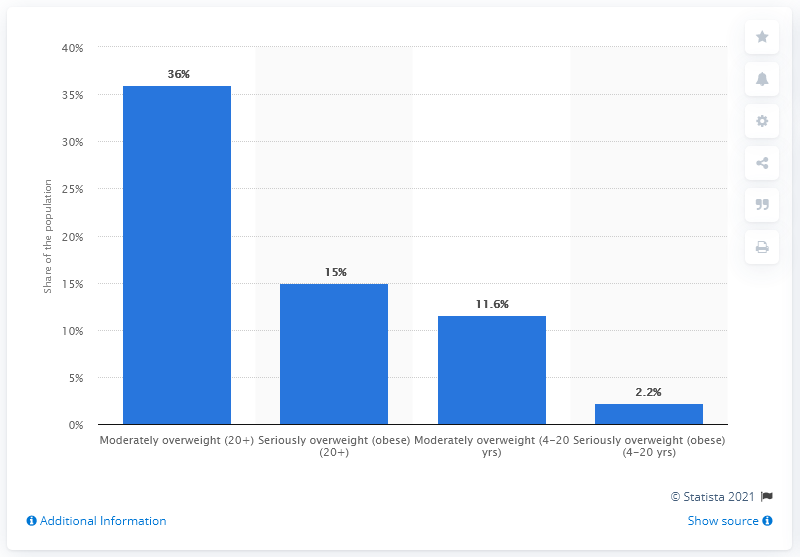 40%
35%
30%
25%
20%
15%
10%
5%
0%
Share of the population
36%
15%
11.6%
2.2%
Moderately overweight (20+)
Seriously overweight (obese)
(20+)
Moderately overweight (4-20
yrs)
Seriously overweight (obese)
(4-20 yrs)
© Statista 2021
Additional Information
Show source